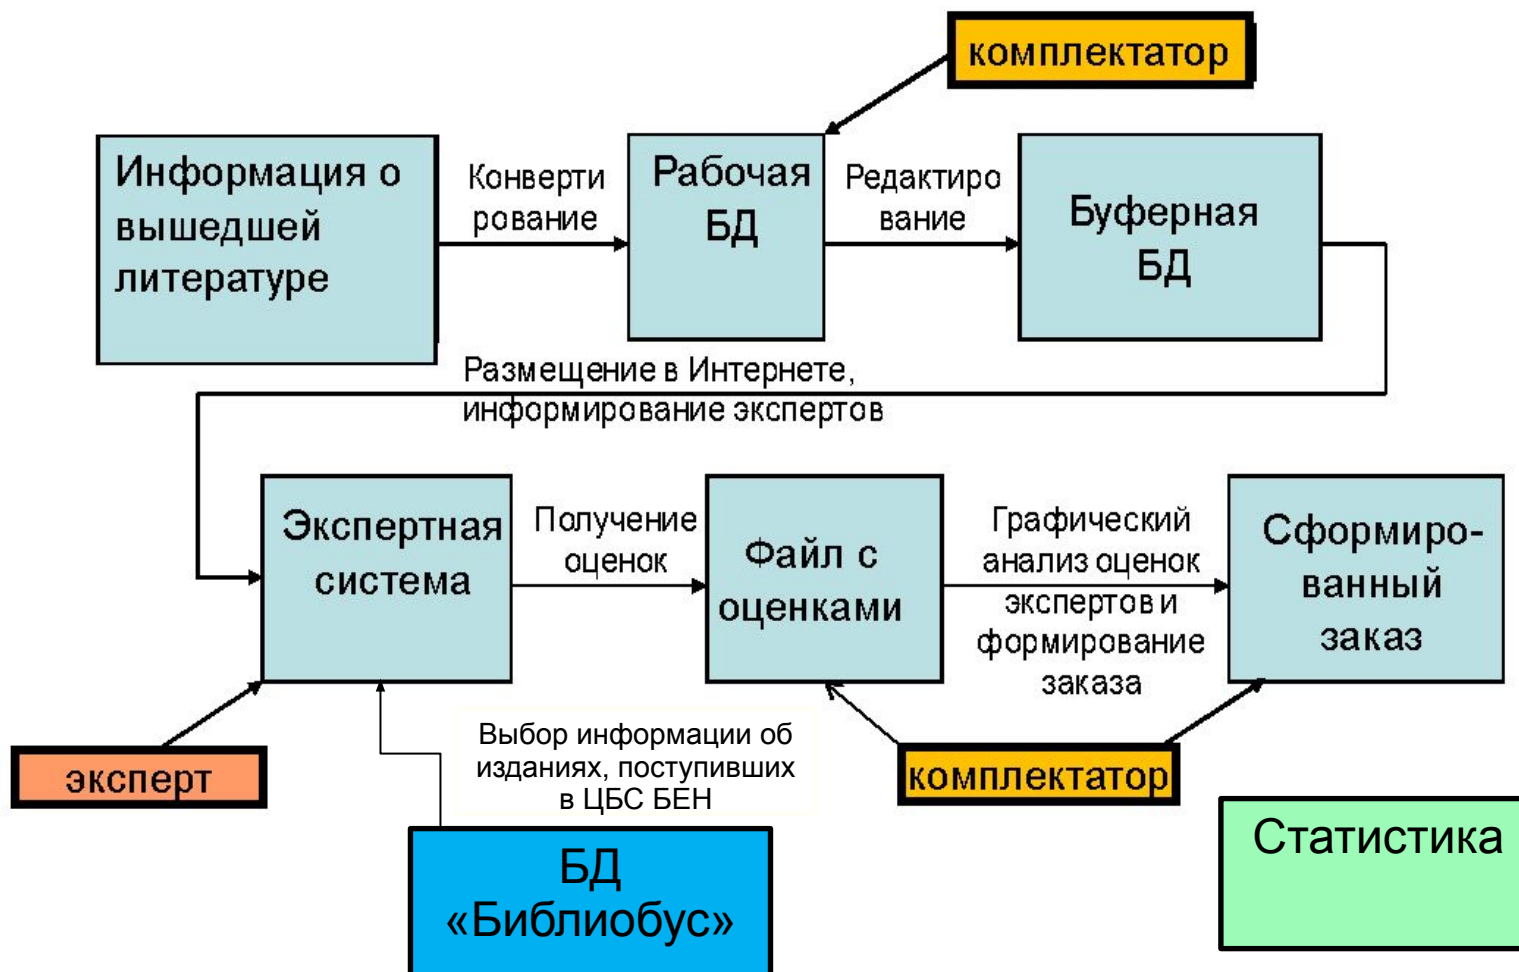 комплектатор
Информация о
вышедшей
литературе
Конверти
рование
Рабочая
БД
Редактиро
вание
Буферная
БД
Размещение в Интернете,
информирование экспертов
Экспертная
система
Получение
оценок
Файл с
оценками
Графический
анализ оценок
экспертов и
формирование
заказа
Сформиро-
ванный
заказ
эксперт
Выбор информации об
изданиях, поступивших
в ЦБС БЕН
комплектатор
БД
«Библиобус»
Статистика